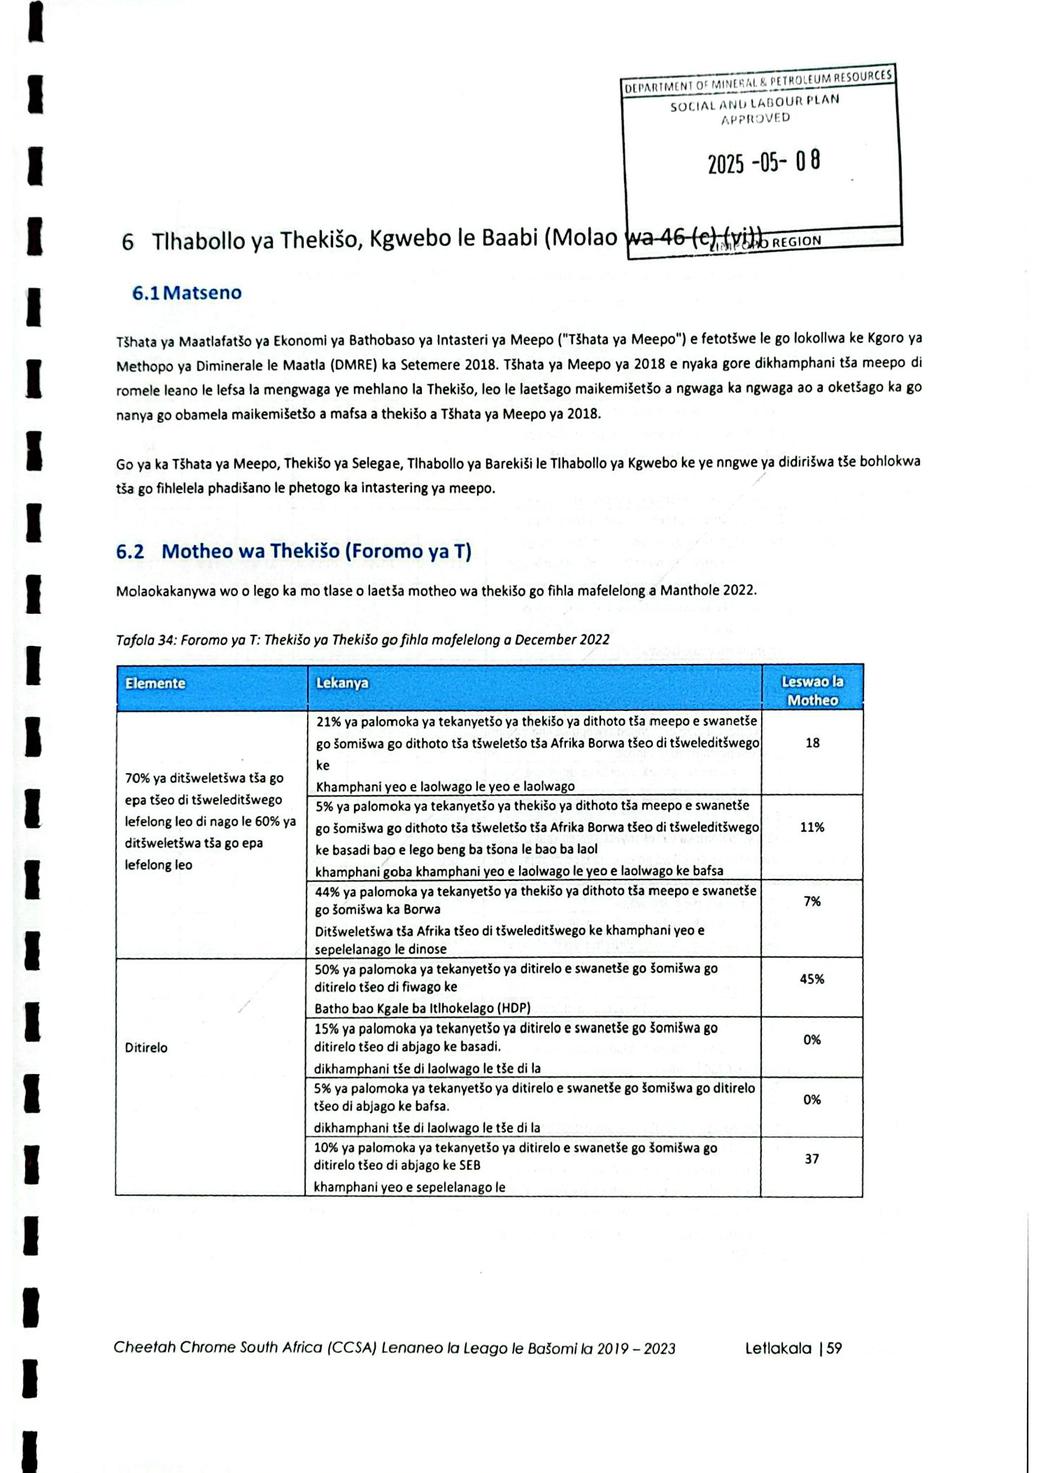 DEPARTMENT OF MINERAL & PETROLEUM RESOURCES
SOCIAL AND LABOUR PLAN
APPROVED
2025 -05- 08
REGION
6 Tlhabollo ya Thekišo, Kgwebo le Baabi (Molao wa 46 (c) (vi))
6.1 Matseno
Tšhata ya Maatlafatšo ya Ekonomi ya Bathobaso ya Intasteri ya Meepo ("Tšhata ya Meepo") e fetotšwe le go lokollwa ke Kgoro ya
Methopo ya Diminerale le Maatla (DMRE) ka Setemere 2018. Tšhata ya Meepo ya 2018 e nyaka gore dikhamphani tša meepo di
romele leano le lefsa la mengwaga ye mehlano la Thekišo, leo le laetšago maikemišetšo a ngwaga ka ngwaga ao a oketšago ka go
nanya go obamela maikemišetšo a mafsa a thekišo a Tšhata ya Meepo ya 2018.
Go ya ka Tšhata ya Meepo, Thekišo ya Selegae, Tlhabollo ya Barekiši le Tlhabollo ya Kgwebo ke ye nngwe ya didirišwa tše bohlokwa
tša go fihlelela phadišano le phetogo ka intastering ya meepo.
6.2 Motheo wa Thekišo (Foromo ya T)
Molaokakanywa wo o lego ka mo tlase o laetša motheo wa thekišo go fihla mafelelong a Manthole 2022.
Tafola 34: Foromo ya T: Thekišo ya Thekišo go fihla mafelelong a December 2022
Elemente Lekanya Leswao la
Motheo
70% ya ditšweletšwa tša go
epa tšeo di tšweleditšwego
lefelong leo di nago le 60% ya
ditšweletšwa tša go epa
lefelong leo
21% ya palomoka ya tekanyetšo ya thekišo ya dithoto tša meepo e swanetše
go šomišwa go dithoto tša tšweletšo tša Afrika Borwa tšeo di tšweleditšwego
ke
Khamphani yeo e laolwago le yeo e laolwago
18
5% ya palomoka ya tekanyetšo ya thekišo ya dithoto tša meepo e swanetše
go šomišwa go dithoto tša tšweletšo tša Afrika Borwa tšeo di tšweleditšwego
ke basadi bao e lego beng ba tšona le bao ba laol
khamphani goba khamphani yeo e laolwago le yeo e laolwago ke bafsa
11%
44% ya palomoka ya tekanyetšo ya thekišo ya dithoto tša meepo e swanetše
go šomišwa ka Borwa
Ditšweletšwa tša Afrika tšeo di tšweleditšwego ke khamphani yeo e
sepelelanago le dinose
7%
Ditirelo
50% ya palomoka ya tekanyetšo ya ditirelo e swanetše go šomišwa go
ditirelo tšeo di fiwago ke
Batho bao Kgale ba Itlhokelago (HDP)
45%
15% ya palomoka ya tekanyetšo ya ditirelo e swanetše go šomišwa go
ditirelo tšeo di abjago ke basadi.
dikhamphani tše di laolwago le tše di la
0%
5% ya palomoka ya tekanyetšo ya ditirelo e swanetše go šomišwa go ditirelo
tšeo di abjago ke bafsa.
dikhamphani tše di laolwago le tše di la
0%
10% ya palomoka ya tekanyetšo ya ditirelo e swanetše go šomišwa go
ditirelo tšeo di abjago ke SEB
khamphani yeo e sepelelanago le
37
Cheetah Chrome South Africa (CCSA) Lenaneo la Leago le Bašomi la 2019 – 2023 Letlakala | 59